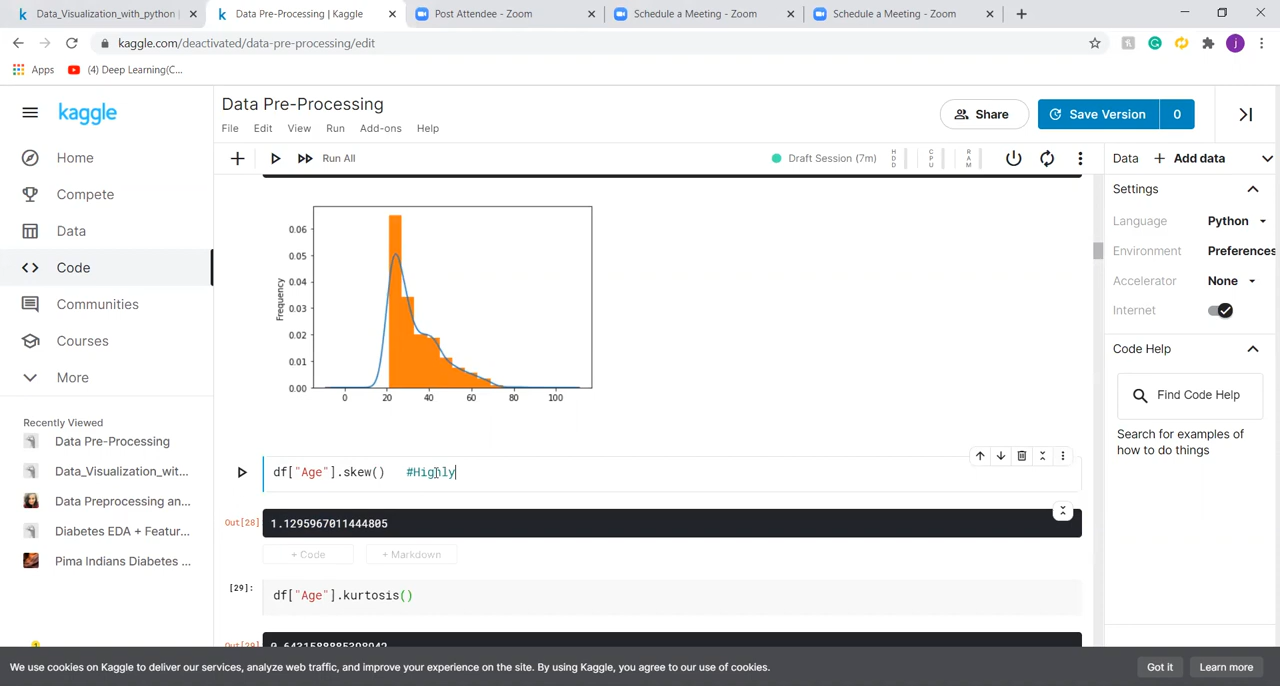 Data_Visualization_with_python |
Data Pre-Processing | Kaggle
Post Attendee - Zoom
Schedule a Meeting - Zoom
Schedule a Meeting - Zoom
kaggle.com/deactivated/data-pre-processing/edit
j
Apps
(4) Deep Learning(C...
kaggle
Data Pre-Processing
File Edit View Run Add-ons Help
Share
Save Version 0
Run All
Draft Session (7m)
HDD
CPU
RAM
Data + Add data
Home
Compete
Data
Code
Communities
Courses
More
Recently Viewed
Data Pre-Processing
Data_Visualization_wit...
Data Preprocessing an...
Diabetes EDA + Featur...
Pima Indians Diabetes ...
Settings
Language Python
Environment Preferences
Accelerator None
Internet
Code Help
Find Code Help
Search for examples of
how to do things
Frequency
0.06
0.05
0.04
0.03
0.02
0.01
0.00
0 20 40 60 80 100
df["Age"].skew() #Highly
Out[28] 1.1295967011444805
+ Code + Markdown
[29]: df["Age"].kurtosis()
We use cookies on Kaggle to deliver our services, analyze web traffic, and improve your experience on the site. By using Kaggle, you agree to our use of cookies.
Got it
Learn more